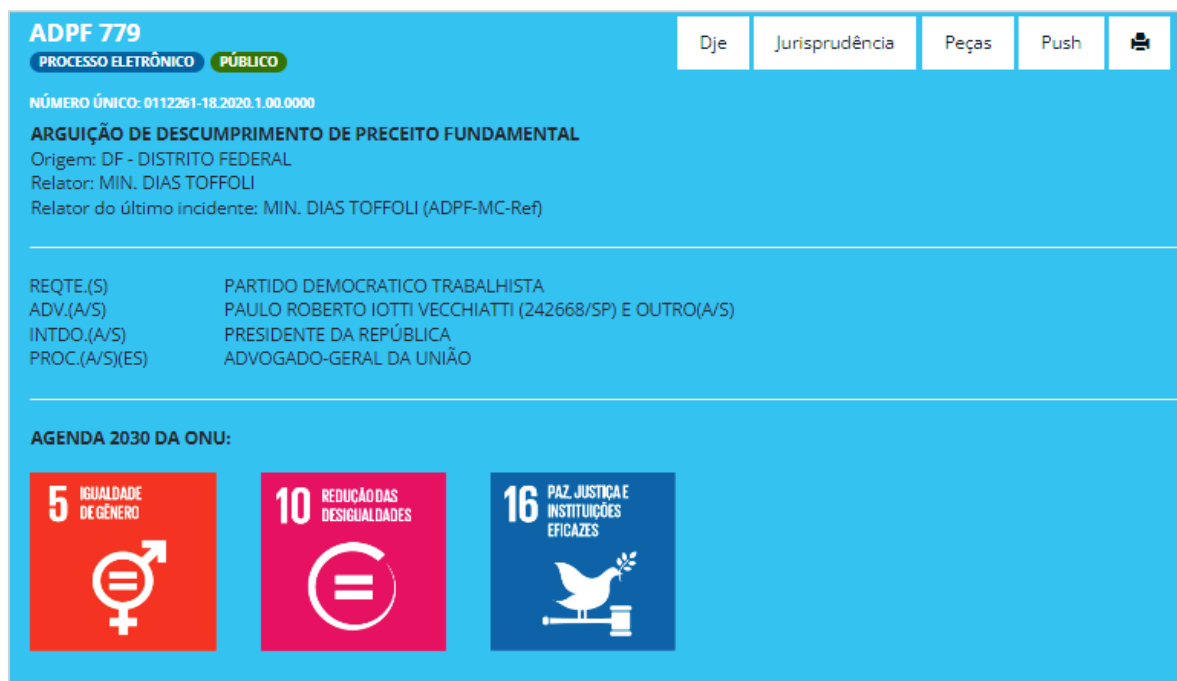 ADPF 779
PROCESSO ELETRÔNICO PÚBLICO
Dje Jurisprudência Peças Push
NÚMERO ÚNICO: 0112261-18.2020.1.00.0000
ARGUIÇÃO DE DESCUMPRIMENTO DE PRECEITO FUNDAMENTAL
Origem: DF - DISTRITO FEDERAL
Relator: MIN. DIAS TOFFOLI
Relator do último incidente: MIN. DIAS TOFFOLI (ADPF-MC-Ref)
REQTE.(S) PARTIDO DEMOCRATICO TRABALHISTA
ADV.(A/S) PAULO ROBERTO IOTTI VECCHIATTI (242668/SP) E OUTRO(A/S)
INTDO.(A/S) PRESIDENTE DA REPÚBLICA
PROC.(A/S)(ES) ADVOGADO-GERAL DA UNIÃO
AGENDA 2030 DA ONU:
5 IGUALDADE
DE GÊNERO
10 REDUÇÃO DAS
DESIGUALDADES
16 PAZ, JUSTIÇA E
INSTITUIÇÕES
EFICAZES